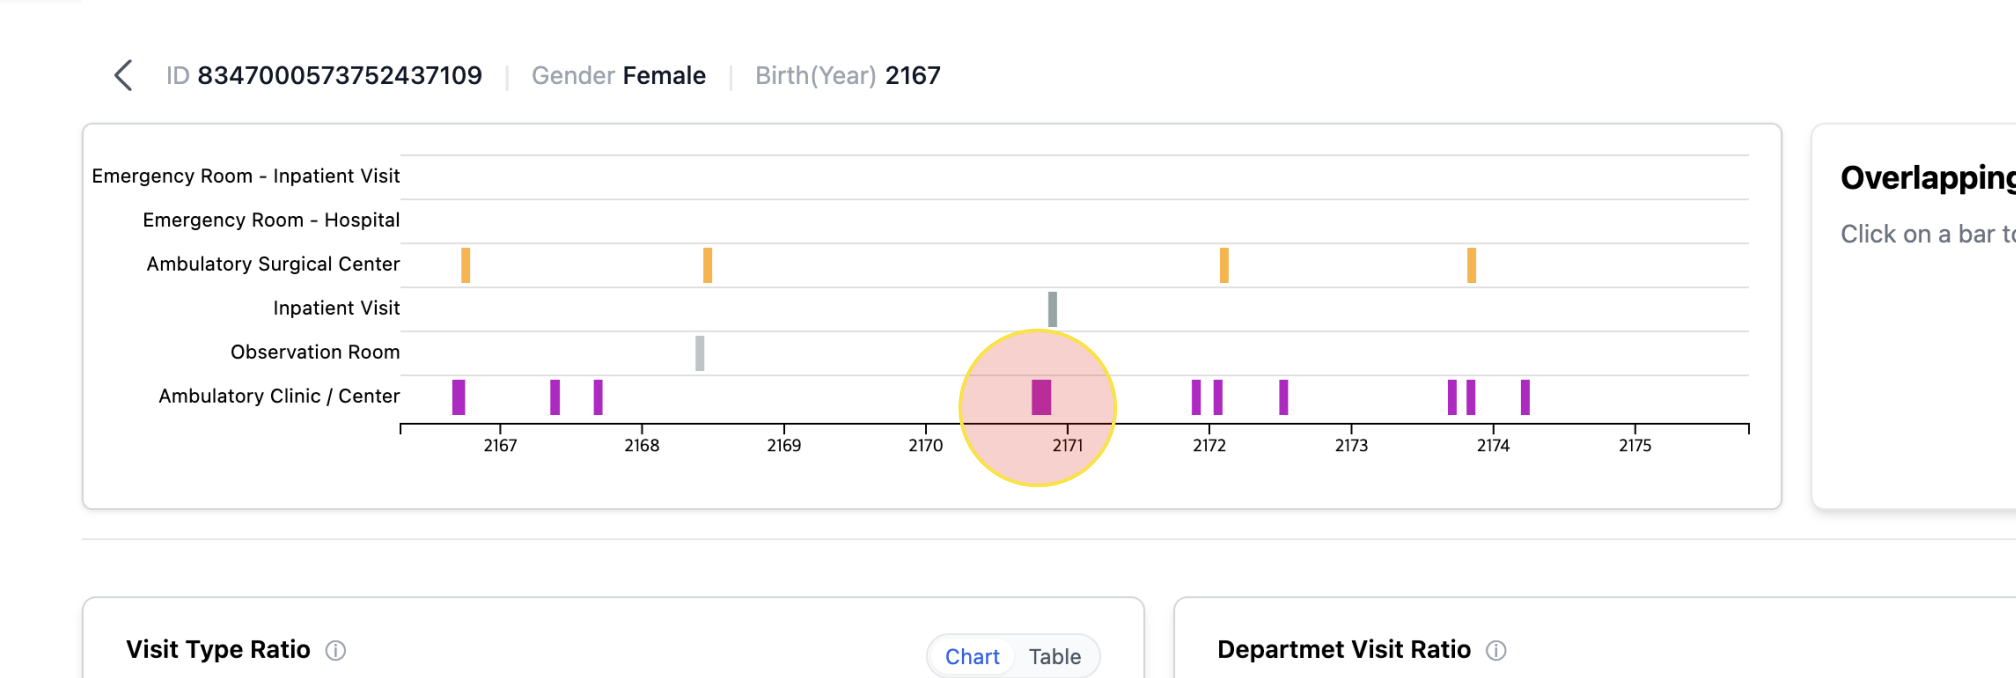 ID 8347000573752437109 | Gender Female | Birth(Year) 2167
Emergency Room - Inpatient Visit
Emergency Room - Hospital
Ambulatory Surgical Center
Inpatient Visit
Observation Room
Ambulatory Clinic / Center
2167 2168 2169 2170 2171 2172 2173 2174 2175
Overlapping
Click on a bar to
Visit Type Ratio
Chart Table
Departmet Visit Ratio